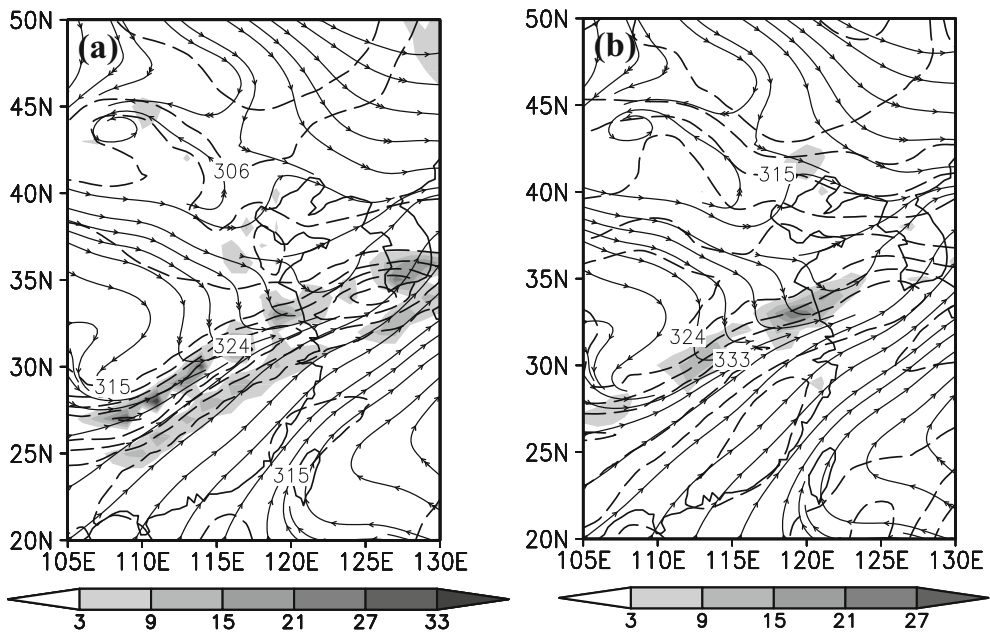 (a)
50N
45N
40N
35N
30N
25N
20N
306
324
315
315
105E 110E 115E 120E 125E 130E
3 9 15 21 27 33
(b)
50N
45N
40N
35N
30N
25N
20N
-315
324
333
105E 110E 115E 120E 125E 130E
3 9 15 21 27